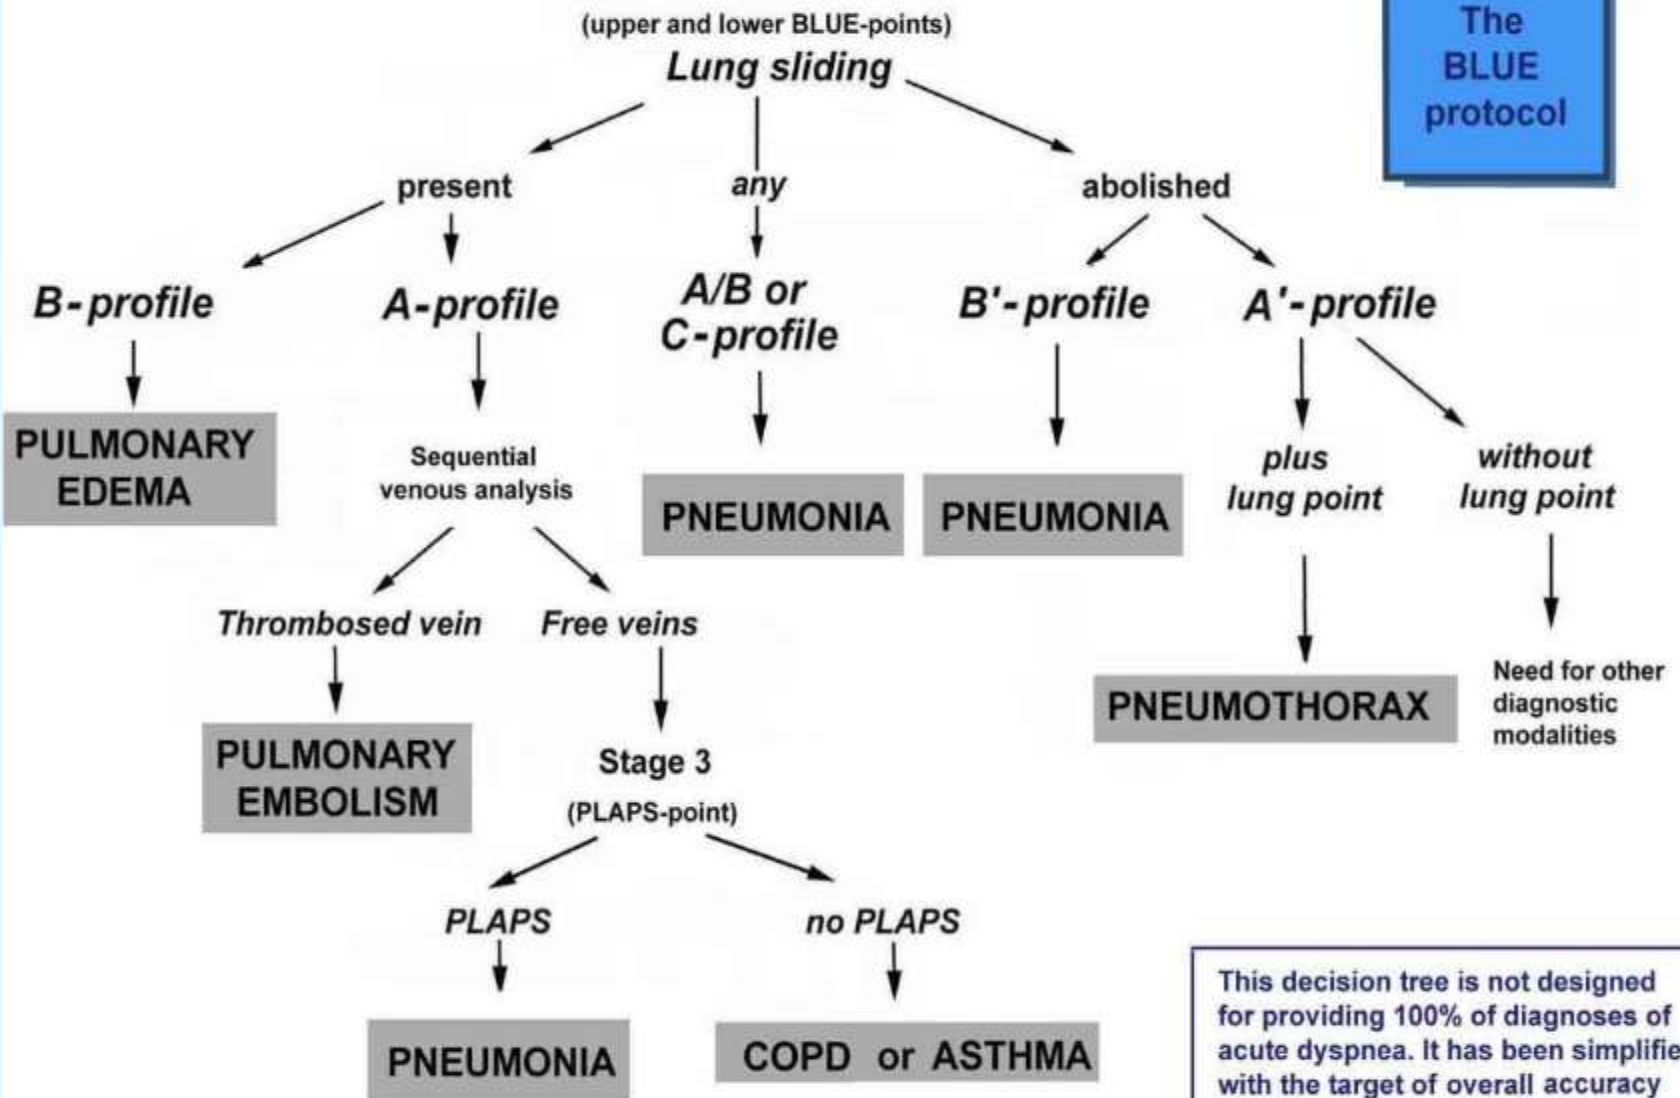 (upper and lower BLUE-points)
Lung sliding
The
BLUE
protocol
present
any
abolished
B-profile
A-profile
A/B or
C-profile
B'-profile
A'-profile
PULMONARY
EDEMA
Sequential
venous analysis
PNEUMONIA
PNEUMONIA
plus
lung point
without
lung point
Thrombosed vein
Free veins
PULMONARY
EMBOLISM
Stage 3
(PLAPS-point)
PNEUMOTHORAX
Need for other
diagnostic
modalities
PLAPS
no PLAPS
PNEUMONIA
COPD or ASTHMA
This decision tree is not designed
for providing 100% of diagnoses of
acute dyspnea. It has been simplifie
with the target of overall accuracy